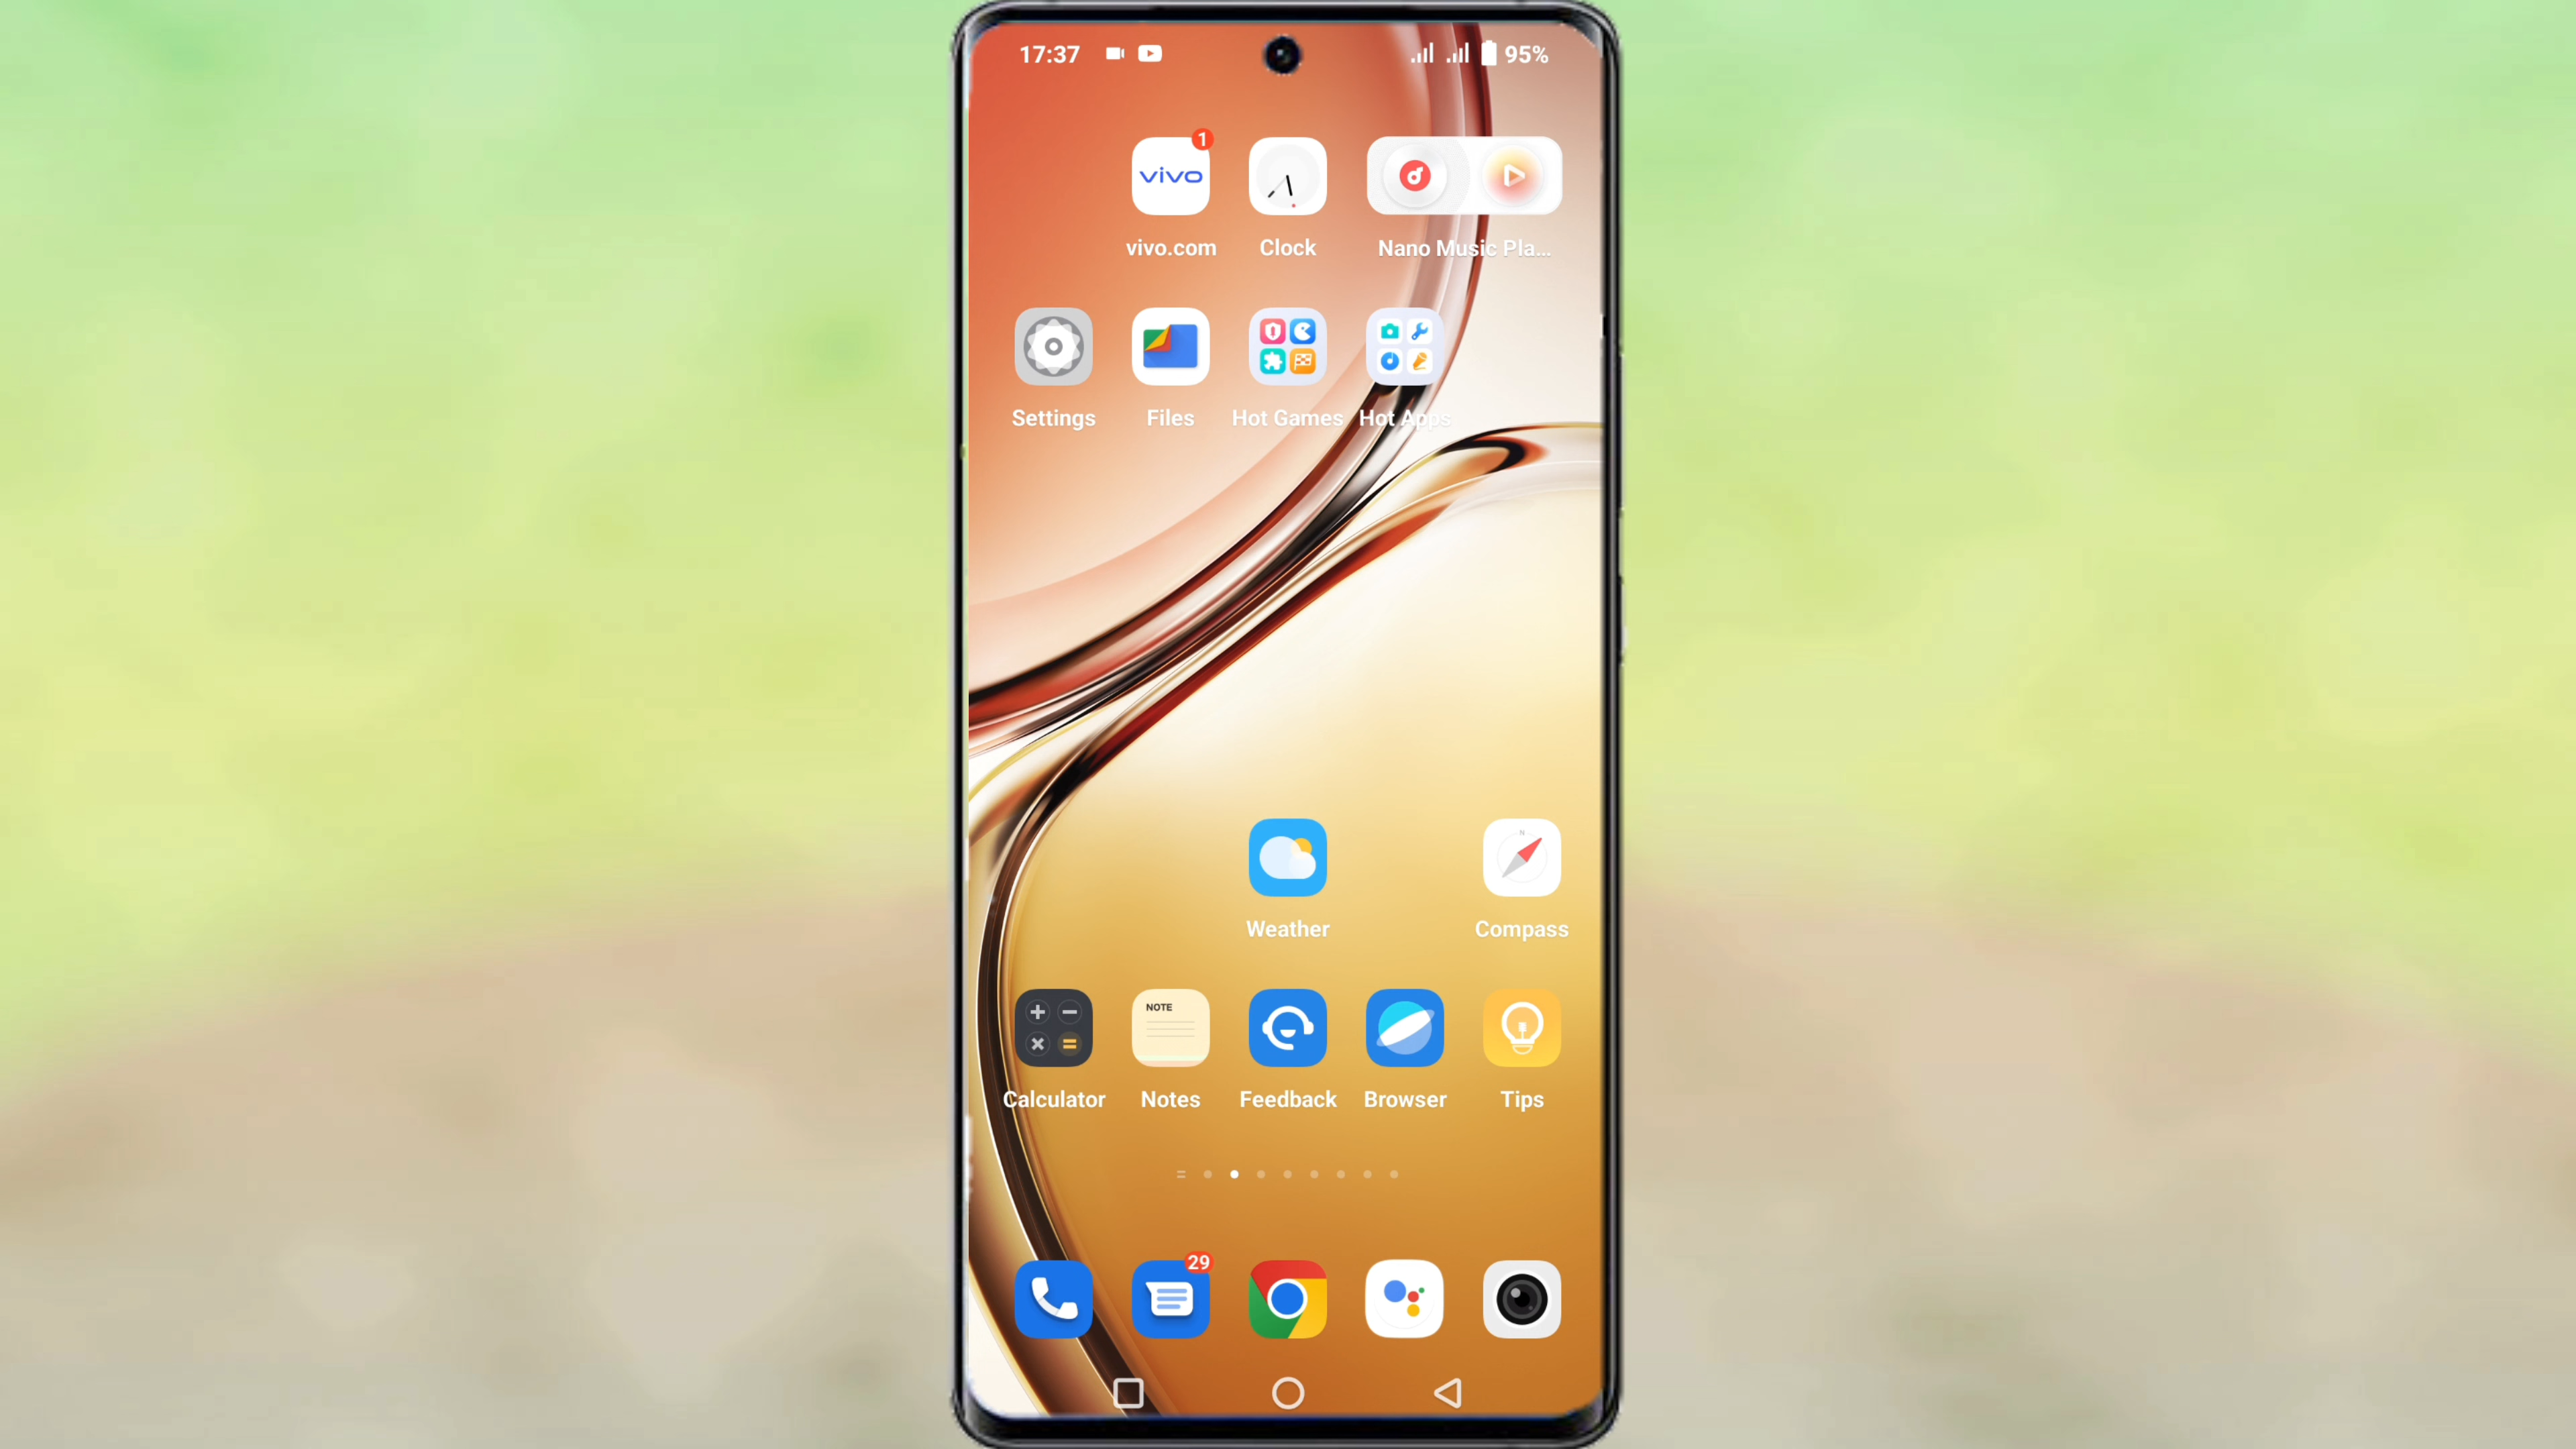 17:37 95%
1
vivo
vivo.com Clock Nano Music Pla...
Settings Files Hot Games Hot Apps
N
Weather Compass
NOTE
Calculator Notes Feedback Browser Tips
29